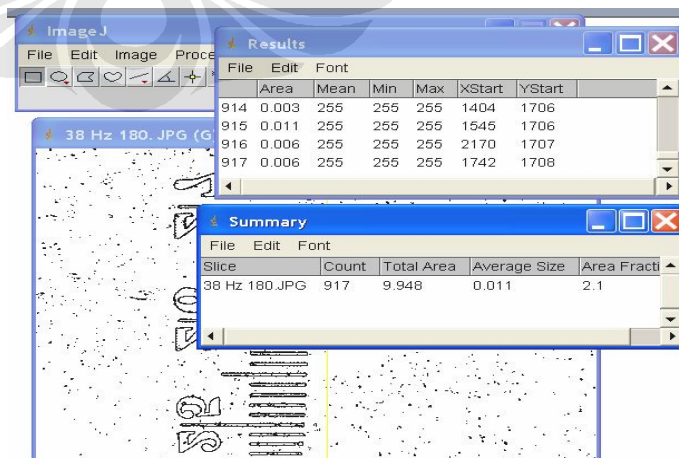 ImageJ
File Edit Image Proce
Results
File Edit Font
Area Mean Min Max XStart YStart
914 0.003 255 255 255 1404 1706
915 0.011 255 255 255 1545 1706
916 0.006 255 255 255 2170 1707
917 0.006 255 255 255 1742 1708
38 Hz 180. JPG (G
Summary
File Edit Font
Slice Count Total Area Average Size Area Fracti
38 Hz 180.JPG 917 9.948 0.011 2.1